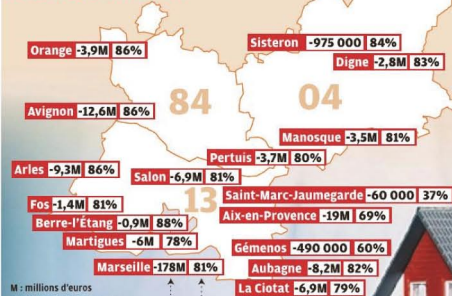 Orange -3,9M 86%
Sisteron -975 000 84%
Digne -2,8M 83%
84
04
Avignon -12,6M 86%
Manosque -3,5M 81%
Pertuis -3,7M 80%
Arles -9,3M 86%
Salon -6,9M 81%
13
Saint-Marc-Jaumegarde -60 000 37%
Fos -1,4M 81%
Aix-en-Provence -19M 69%
Berre-l'Étang -0,9M 88%
Martigues -6M 78%
Gémenos -490 000 60%
Marseille -178M 81%
Aubagne -8,2M 82%
La Ciotat -6,9M 79%
M : millions d'euros